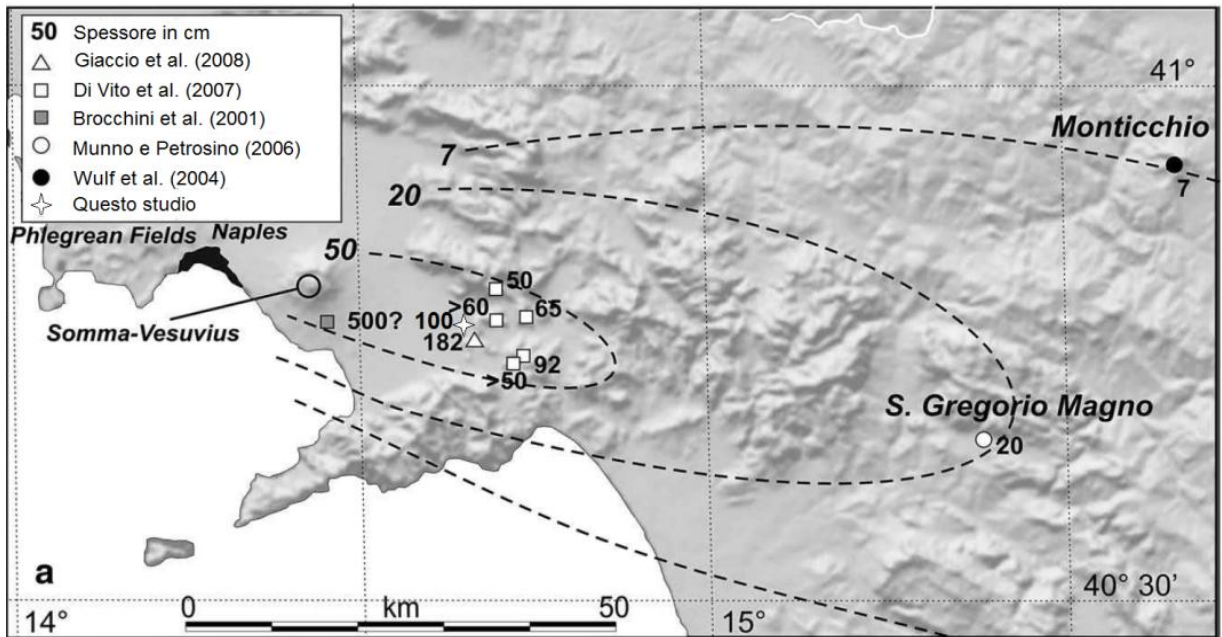 50 Spessore in cm
Giaccio et al. (2008)
Di Vito et al. (2007)
Brocchini et al. (2001)
Munno e Petrosino (2006)
Wulf et al. (2004)
Questo studio
41°
Monticchio
7
7
20
Phlegrean Fields Naples
50
50
>60
65
500?
100
Somma-Vesuvius
182
92
>50
S. Gregorio Magno
20
a
40° 30'
0 km 50
14°
15°